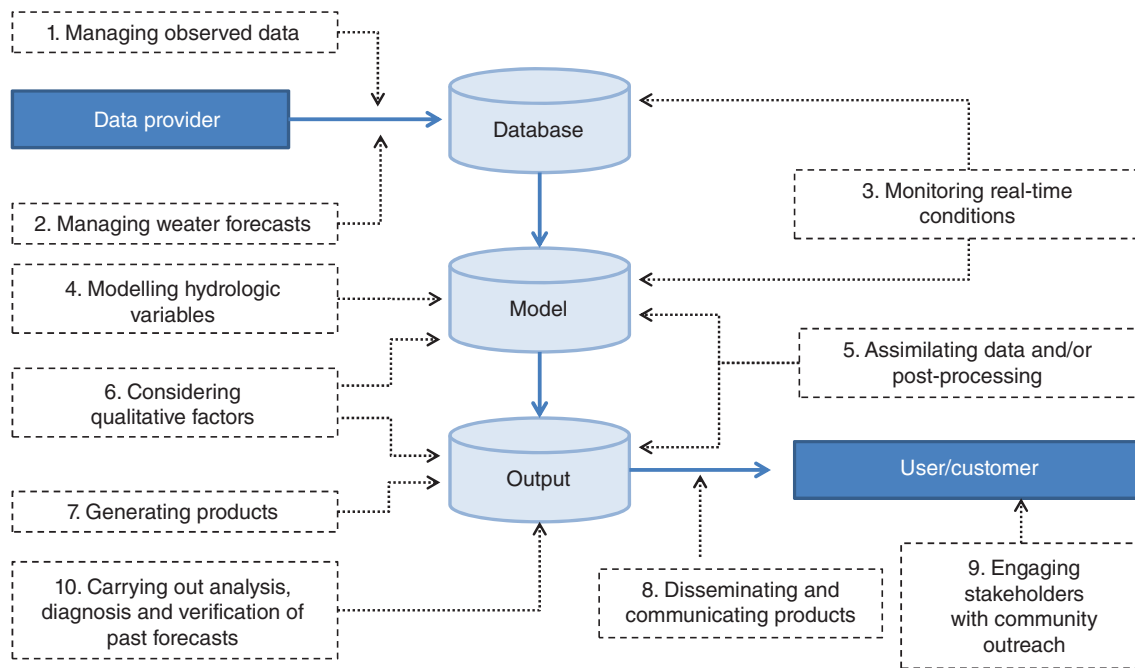 1. Managing observed data
Data provider
Database
2. Managing weater forecasts
3. Monitoring real-time
conditions
4. Modelling hydrologic
variables
Model
5. Assimilating data and/or
post-processing
6. Considering
qualitative factors
Output
User/customer
7. Generating products
8. Disseminating and
communicating products
9. Engaging
stakeholders
with community
outreach
10. Carrying out analysis,
diagnosis and verification of
past forecasts